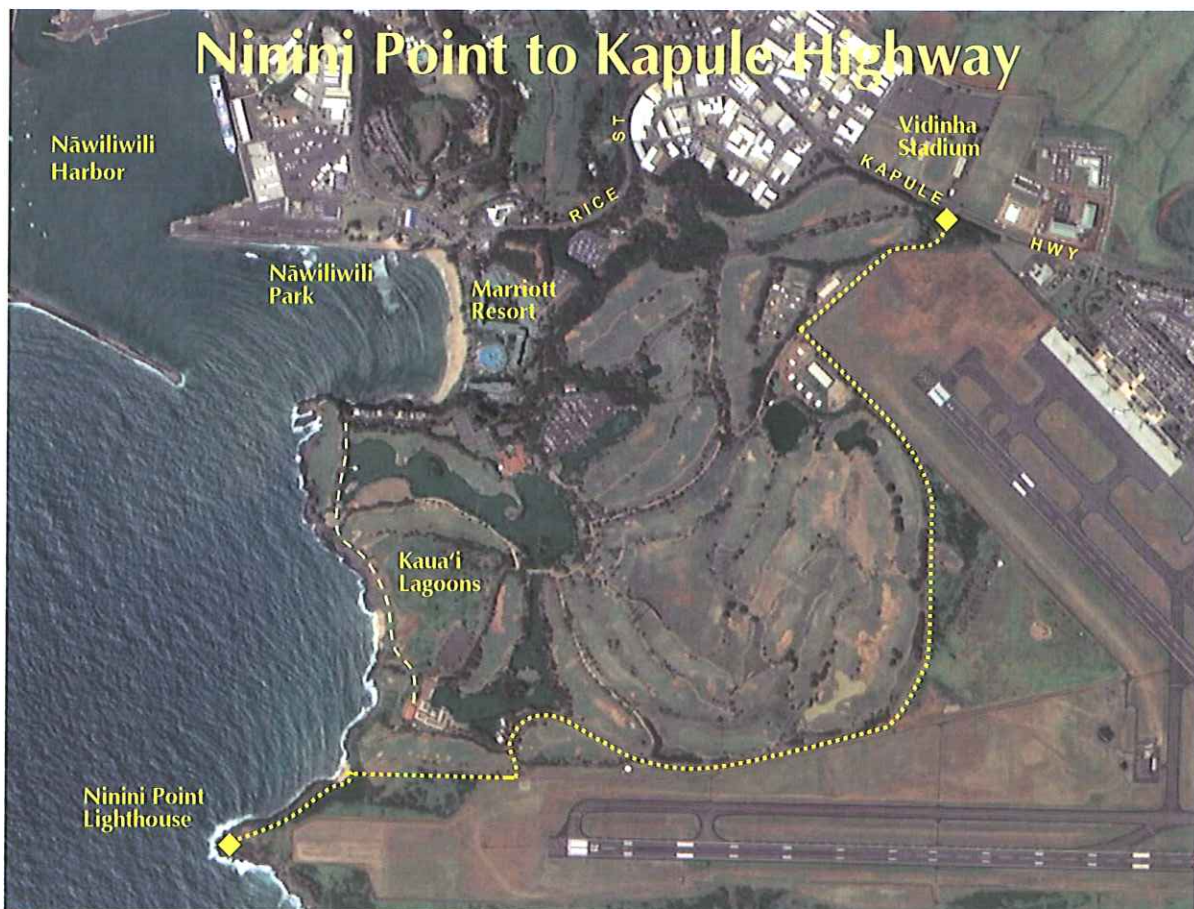 Ninini Point to Kapule Highway
Nāwiliwili
Harbor
RICE ST
Vidinha
Stadium
KAPULE HWY
Nāwiliwili
Park
Marriott
Resort
Kauaʻi
Lagoons
Ninini Point
Lighthouse